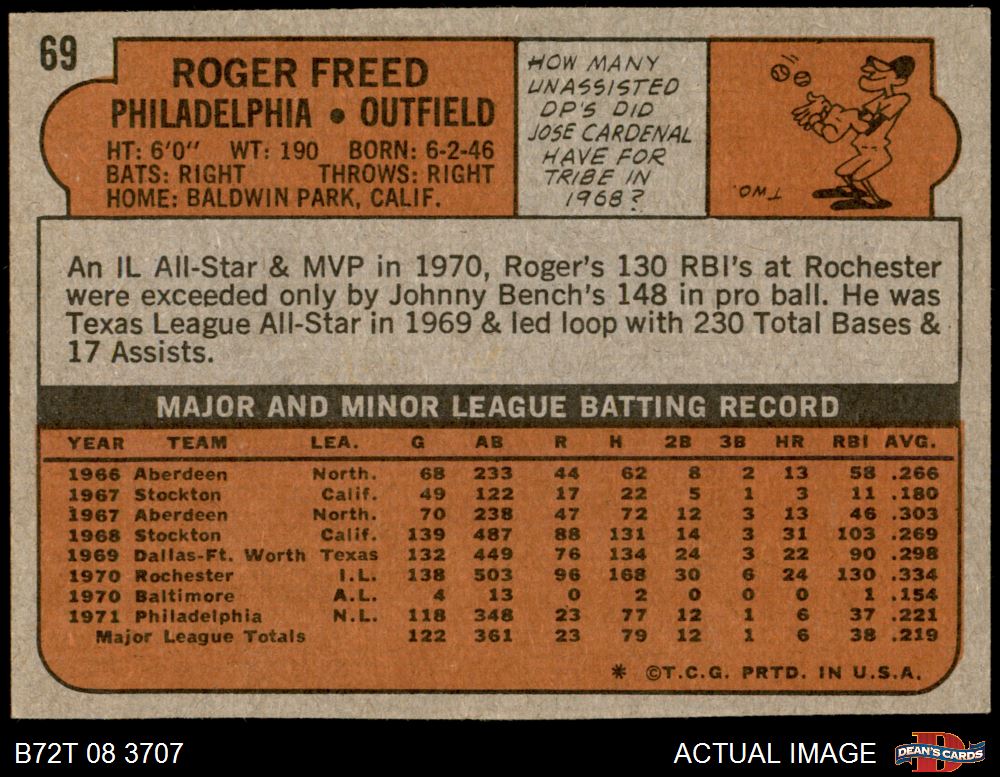 69
ROGER FREED
PHILADELPHIA • OUTFIELD
HT: 6'0" WT: 190 BORN: 6-2-46
BATS: RIGHT THROWS: RIGHT
HOME: BALDWIN PARK, CALIF.
HOW MANY
UNASSISTED
DP'S DID
JOSE CARDENAL
HAVE FOR
TRIBE IN
1968?
TWO.
An IL All-Star & MVP in 1970, Roger's 130 RBI's at Rochester
were exceeded only by Johnny Bench's 148 in pro ball. He was
Texas League All-Star in 1969 & led loop with 230 Total Bases &
17 Assists.
MAJOR AND MINOR LEAGUE BATTING RECORD
YEAR TEAM LEA. G AB R H 2B 3B HR RBI AVG.
1966 Aberdeen North. 68 233 44 62 8 2 13 58 .266
1967 Stockton Calif. 49 122 17 22 5 1 3 11 .180
1967 Aberdeen North. 70 238 47 72 12 3 13 46 .303
1968 Stockton Calif. 139 487 88 131 14 3 31 103 .269
1969 Dallas-Ft. Worth Texas 132 449 76 134 24 3 22 90 .298
1970 Rochester I.L. 138 503 96 168 30 6 24 130 .334
1970 Baltimore A.L. 4 13 0 2 0 0 0 1 .154
1971 Philadelphia N.L. 118 348 23 77 12 1 6 37 .221
Major League Totals 122 361 23 79 12 1 6 38 .219
* ©T.C.G. PRTD. IN U.S.A.
B72T 08 3707
ACTUAL IMAGE
D
DEAN'S CARDS